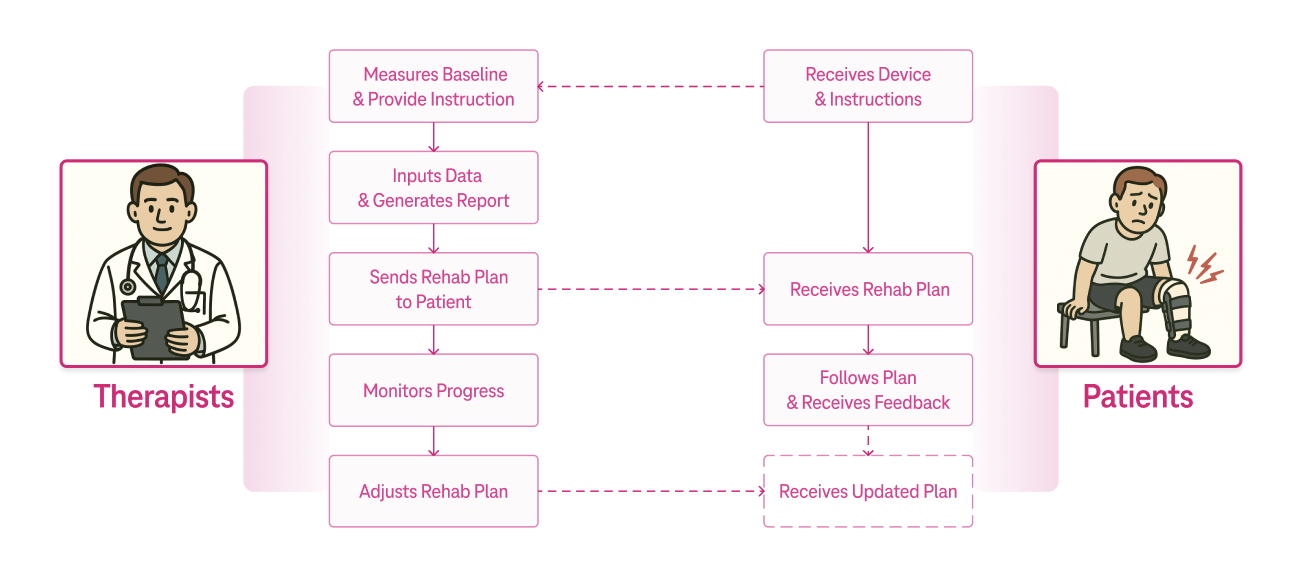 Measures Baseline
& Provide Instruction
Receives Device
& Instructions
Inputs Data
& Generates Report
Sends Rehab Plan
to Patient
Receives Rehab Plan
Monitors Progress
Follows Plan
& Receives Feedback
Therapists
Patients
Adjusts Rehab Plan
Receives Updated Plan